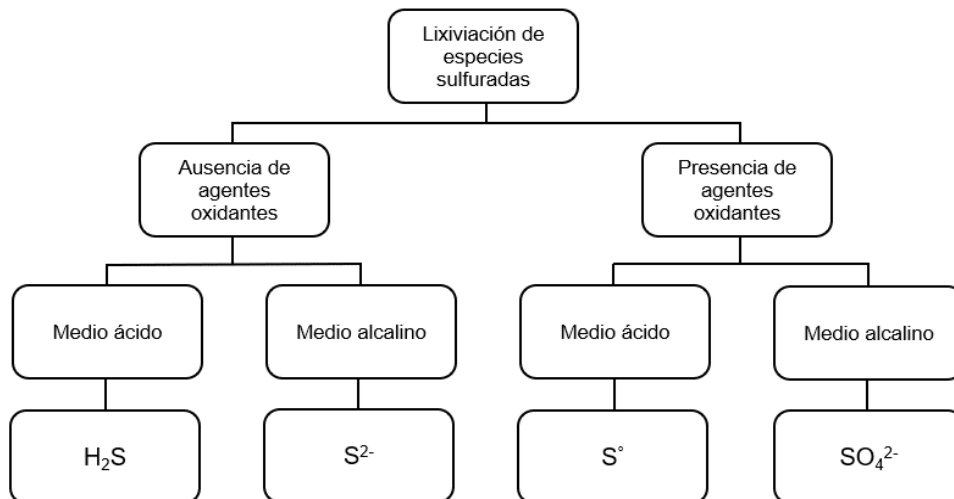 Lixiviación de
especies
sulfuradas
Ausencia de
agentes
oxidantes
Presencia de
agentes
oxidantes
Medio ácido
Medio alcalino
Medio ácido
Medio alcalino
H₂S
S²⁻
S°
SO₄²⁻